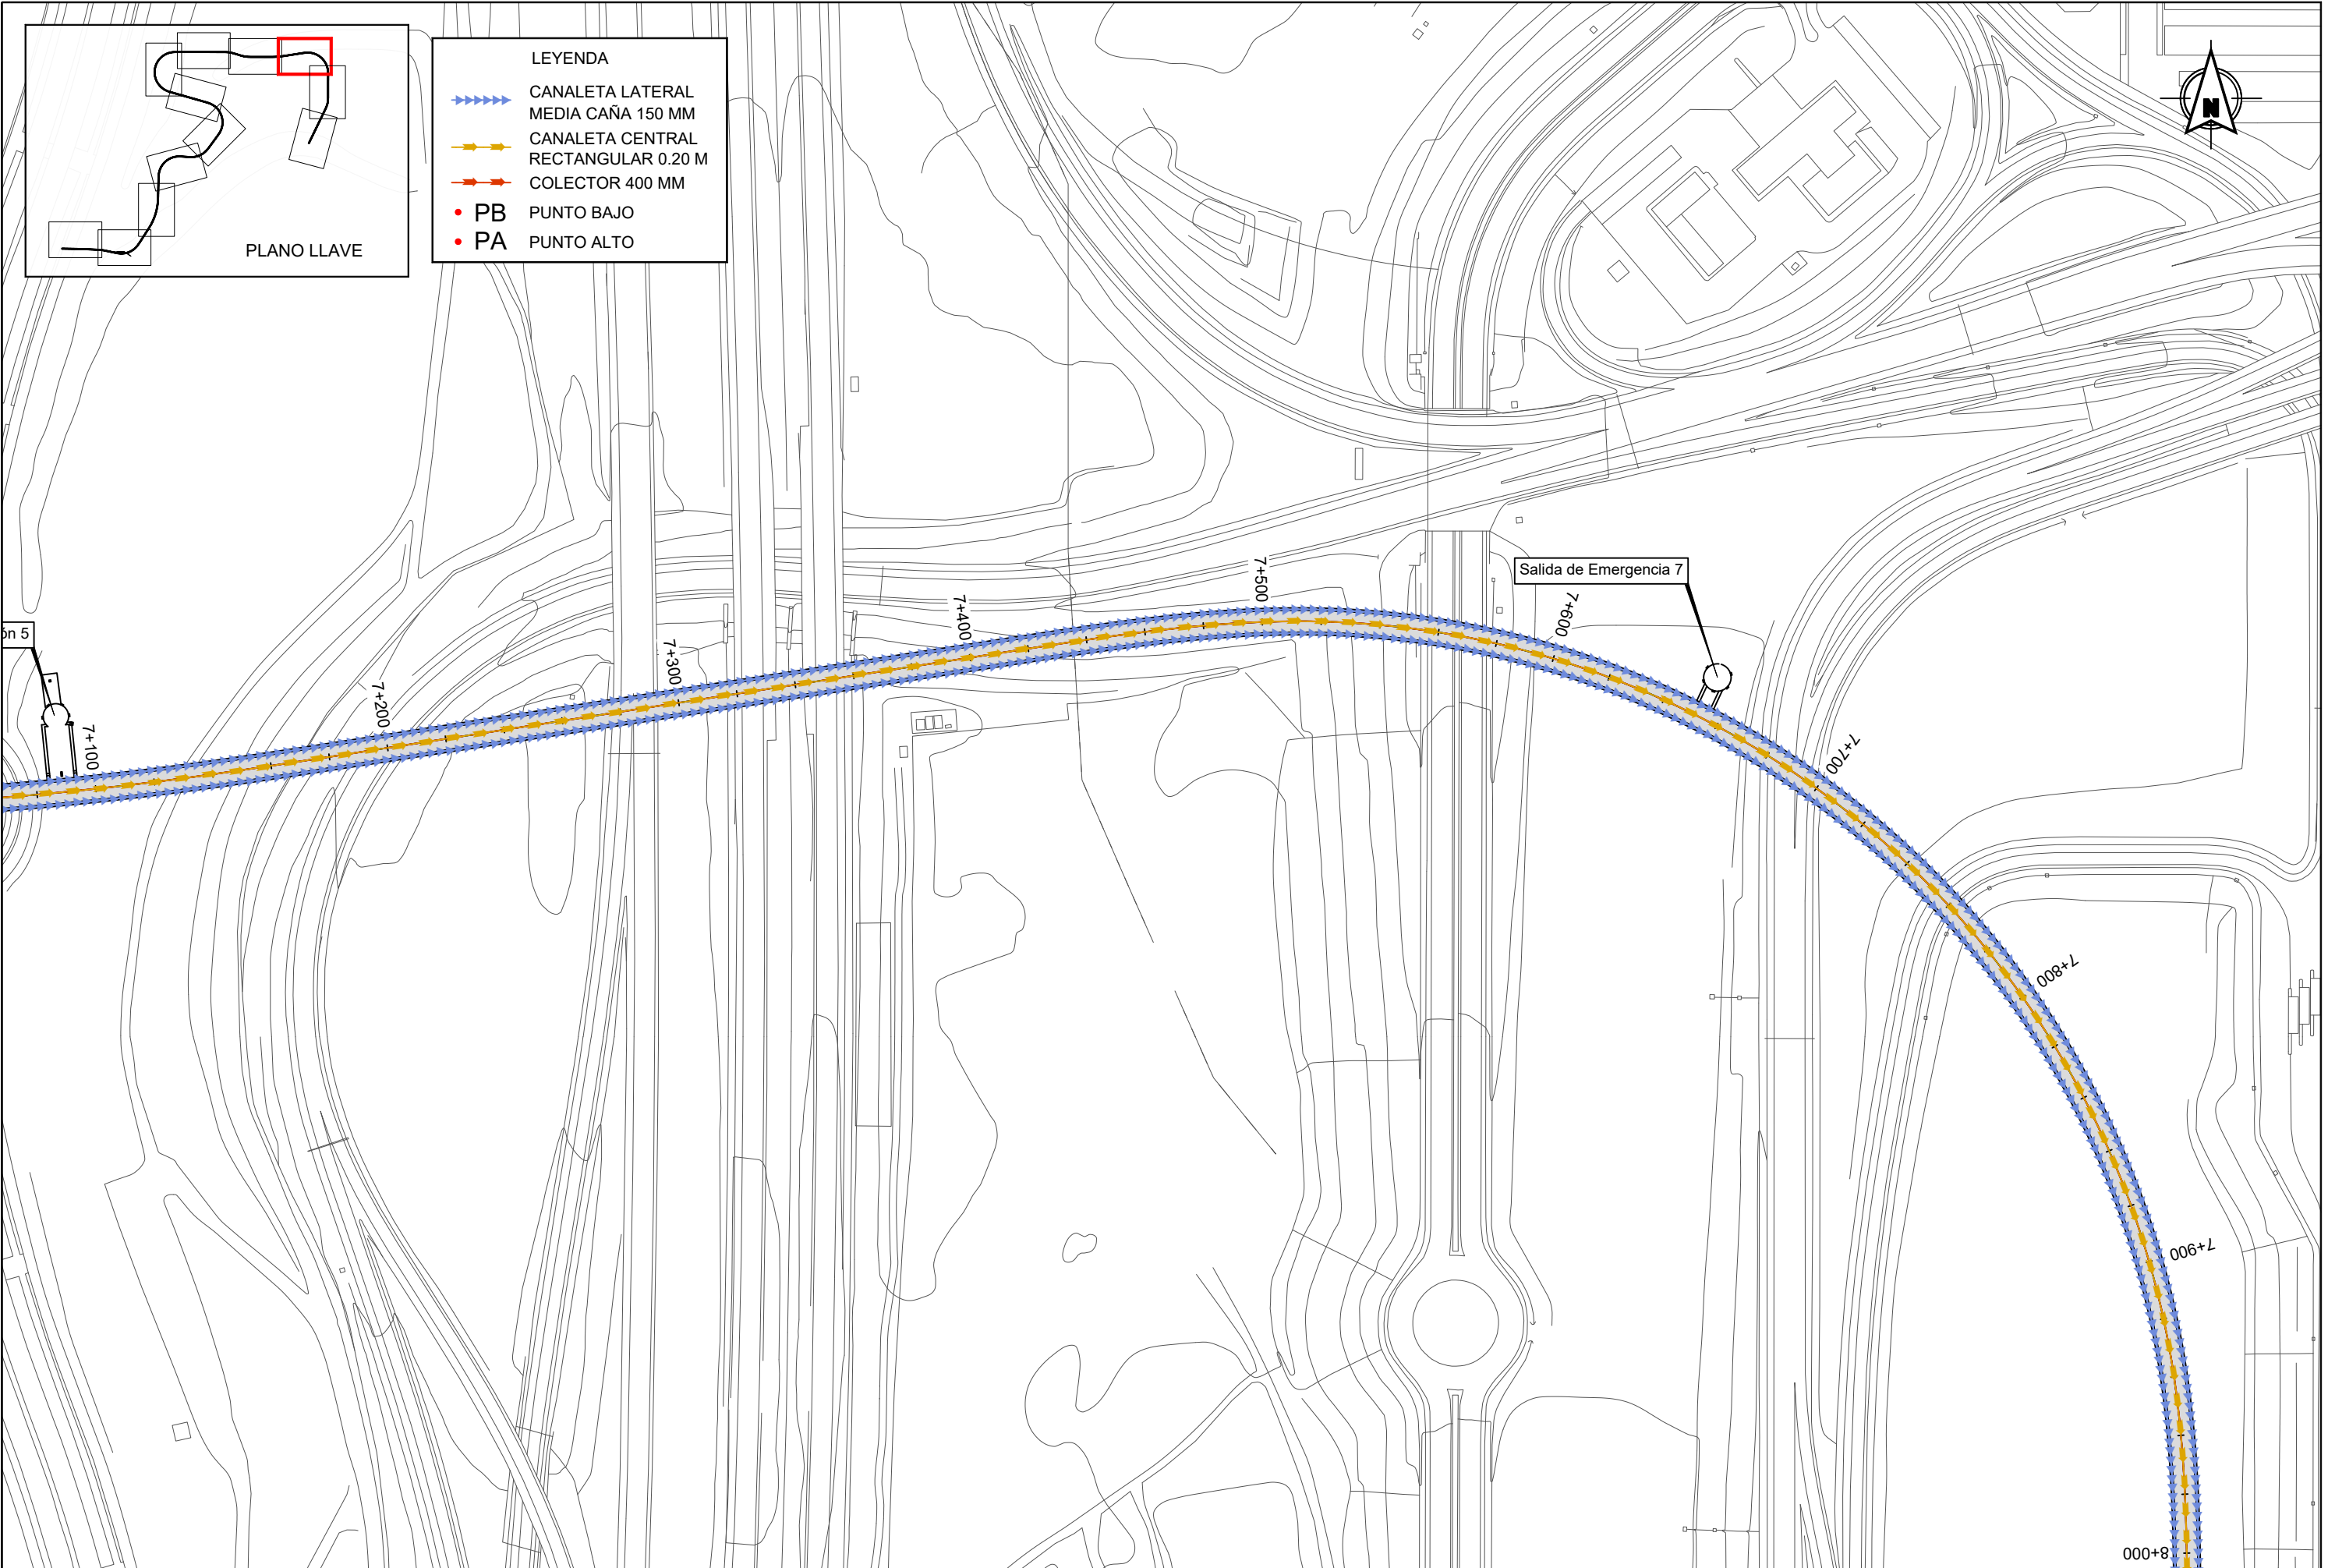 PLANO LLAVE
LEYENDA
CANALETA LATERAL
MEDIA CAÑA 150 MM
CANALETA CENTRAL
RECTANGULAR 0.20 M
COLECTOR 400 MM
PB PUNTO BAJO
PA PUNTO ALTO
N
ón 5
7+100
7+200
7+300
7+400
7+500
7+600
Salida de Emergencia 7
7+700
7+800
7+900
8+000